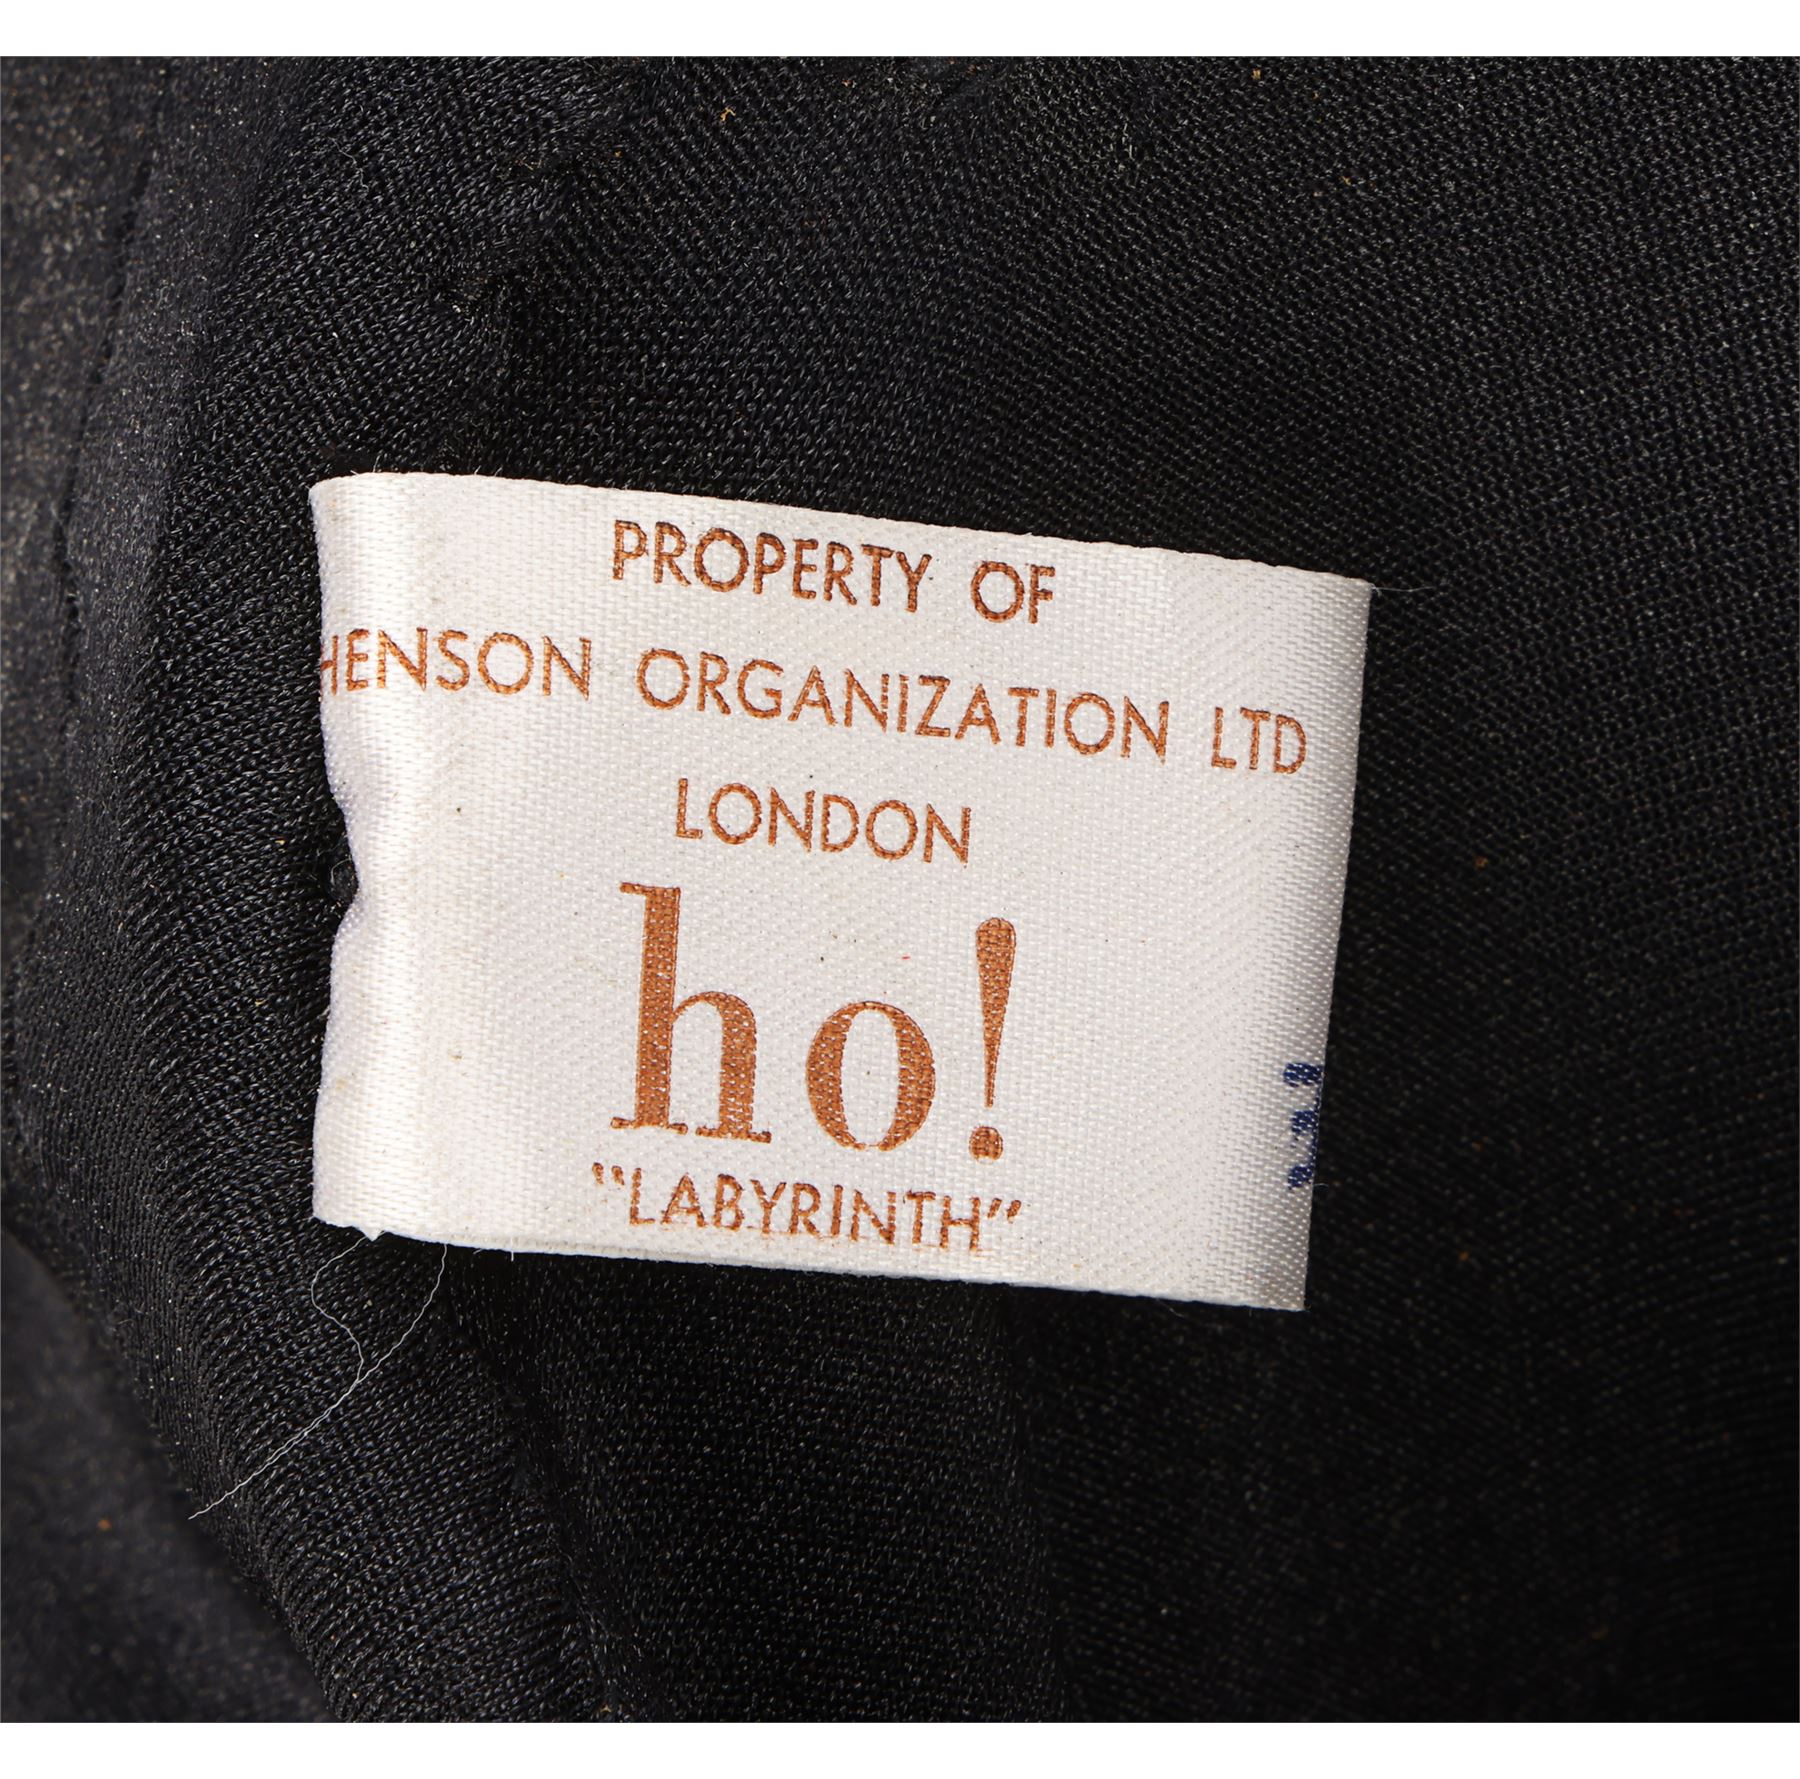 PROPERTY OF
HENSON ORGANIZATION LTD
LONDON
ho!
"LABYRINTH"